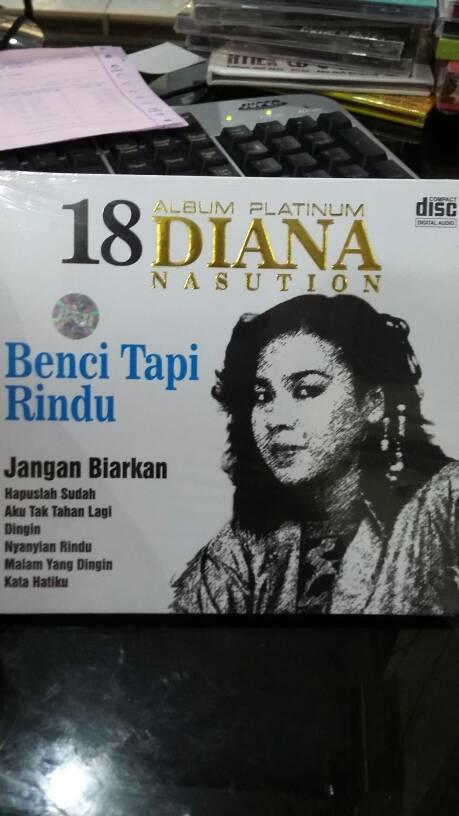 18
ALBUM PLATINUM
DIANA
NASUTION
COMPACT
disc
DIGITAL AUDIO
Benci Tapi
Rindu
Jangan Biarkan
Hapuslah Sudah
Aku Tak Tahan Lagi
Dingin
Nyanyian Rindu
Malam Yang Dingin
Kata Hatiku